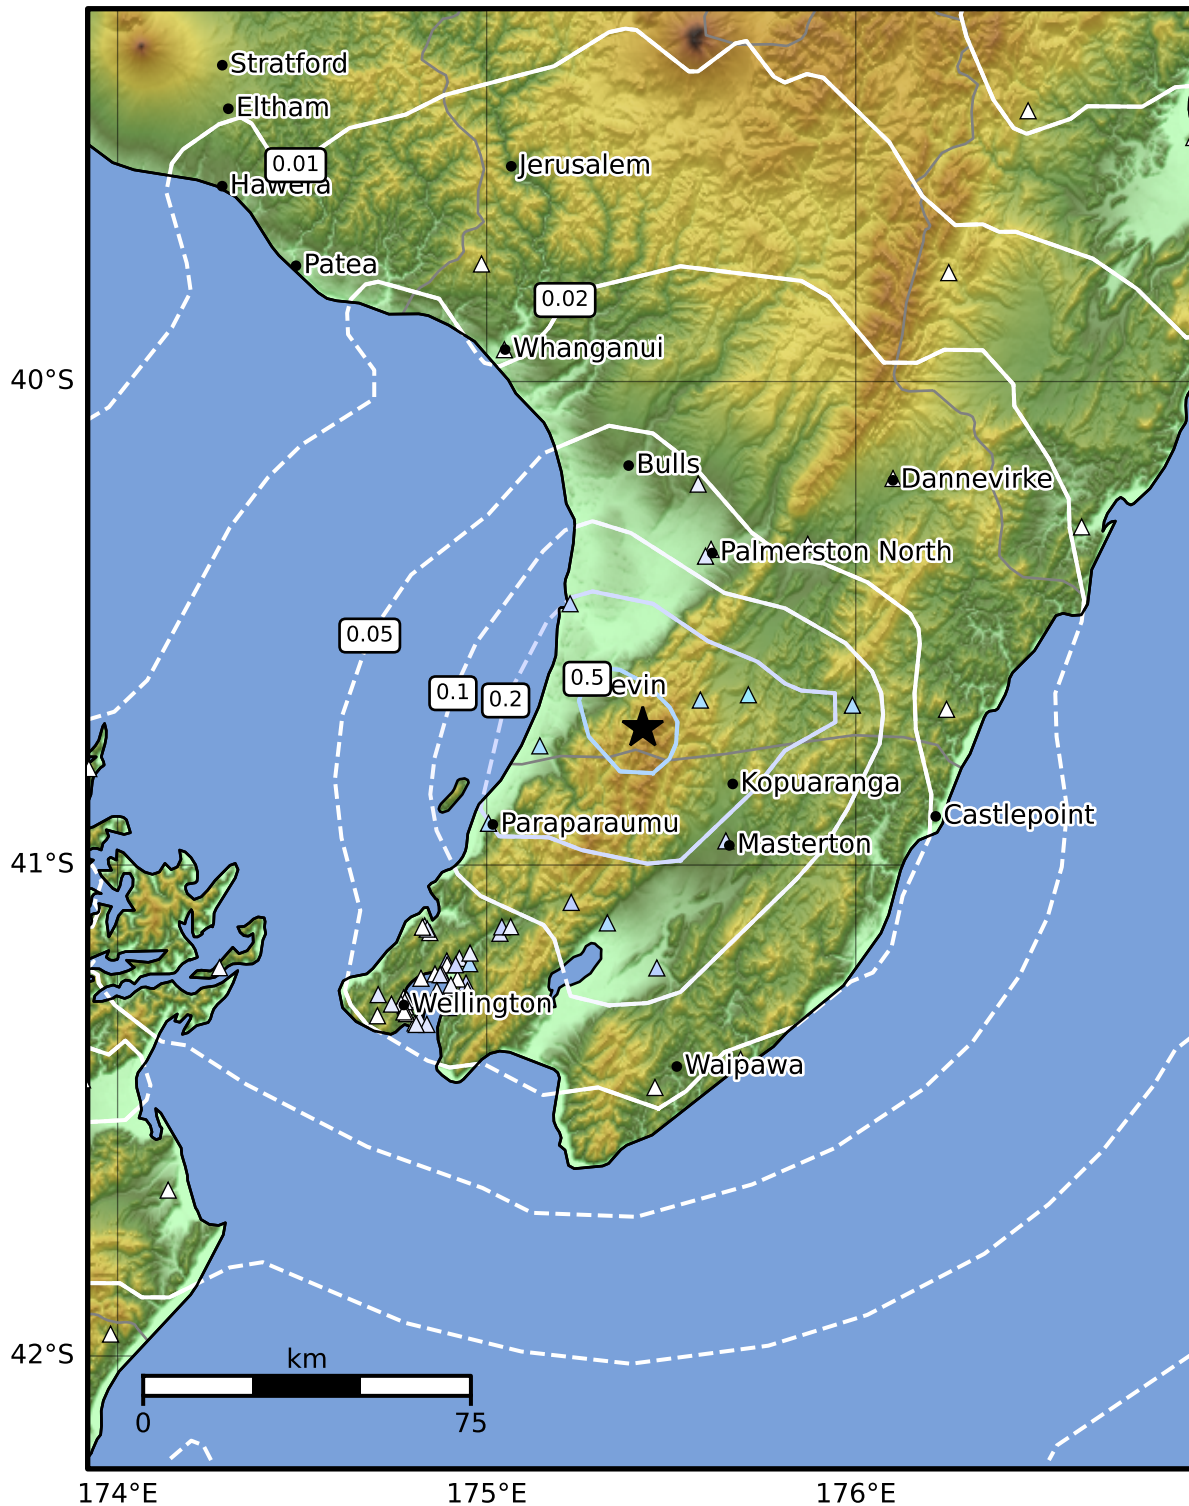 Stratford
Eltham
0.01
Hawera
Jerusalem
Patea
0.02
Whanganui
40°S
Bulls
Dannevirke
Palmerston North
0.05
0.1
0.2
0.5
evin
Kopuaranga
Castlepoint
Paraparaumu
Masterton
41°S
Wellington
Waipawa
42°S
km
0
75
174°E
175°E
176°E